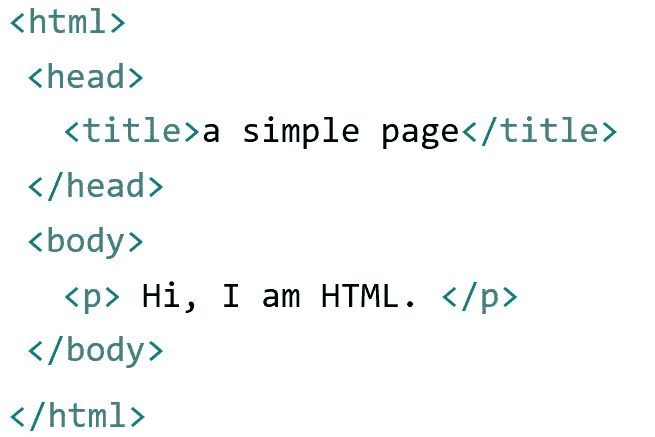 <html>
 <head>
   <title>a simple page</title>
 </head>
 <body>
   <p> Hi, I am HTML. </p>
 </body>
</html>